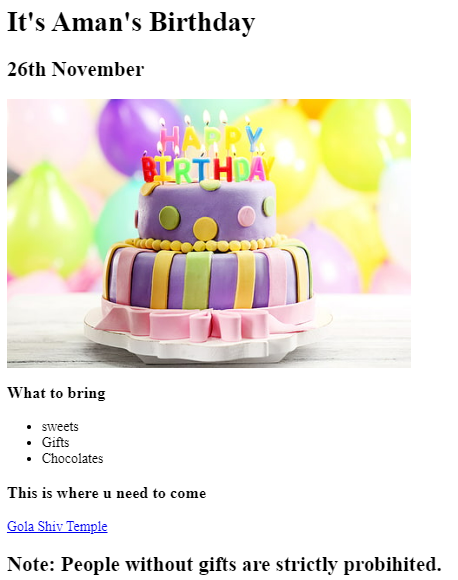 It's Aman's Birthday
26th November
HAPPY
BIRTHDAY
What to bring
sweets
Gifts
Chocolates
This is where u need to come
Gola Shiv Temple
Note: People without gifts are strictly probihited.